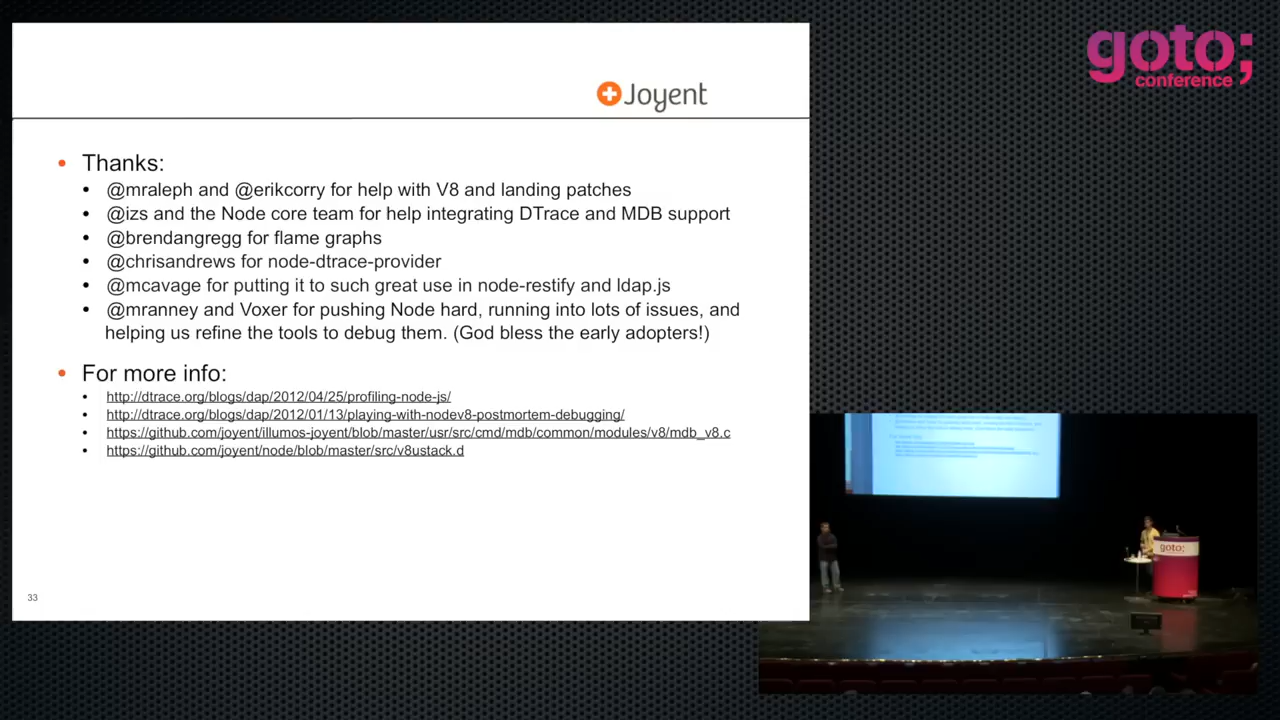 goto;
conference
Joyent
Thanks:
@mraleph and @erikcorry for help with V8 and landing patches
@izs and the Node core team for help integrating DTrace and MDB support
@brendangregg for flame graphs
@chrisandrews for node-dtrace-provider
@mcavage for putting it to such great use in node-restify and ldap.js
@mranney and Voxer for pushing Node hard, running into lots of issues, and
helping us refine the tools to debug them. (God bless the early adopters!)
For more info:
http://dtrace.org/blogs/dap/2012/04/25/profiling-node-js/
http://dtrace.org/blogs/dap/2012/01/13/playing-with-nodev8-postmortem-debugging/
https://github.com/joyent/illumos-joyent/blob/master/usr/src/cmd/mdb/common/modules/v8/mdb_v8.c
https://github.com/joyent/node/blob/master/src/v8ustack.d
33
goto;